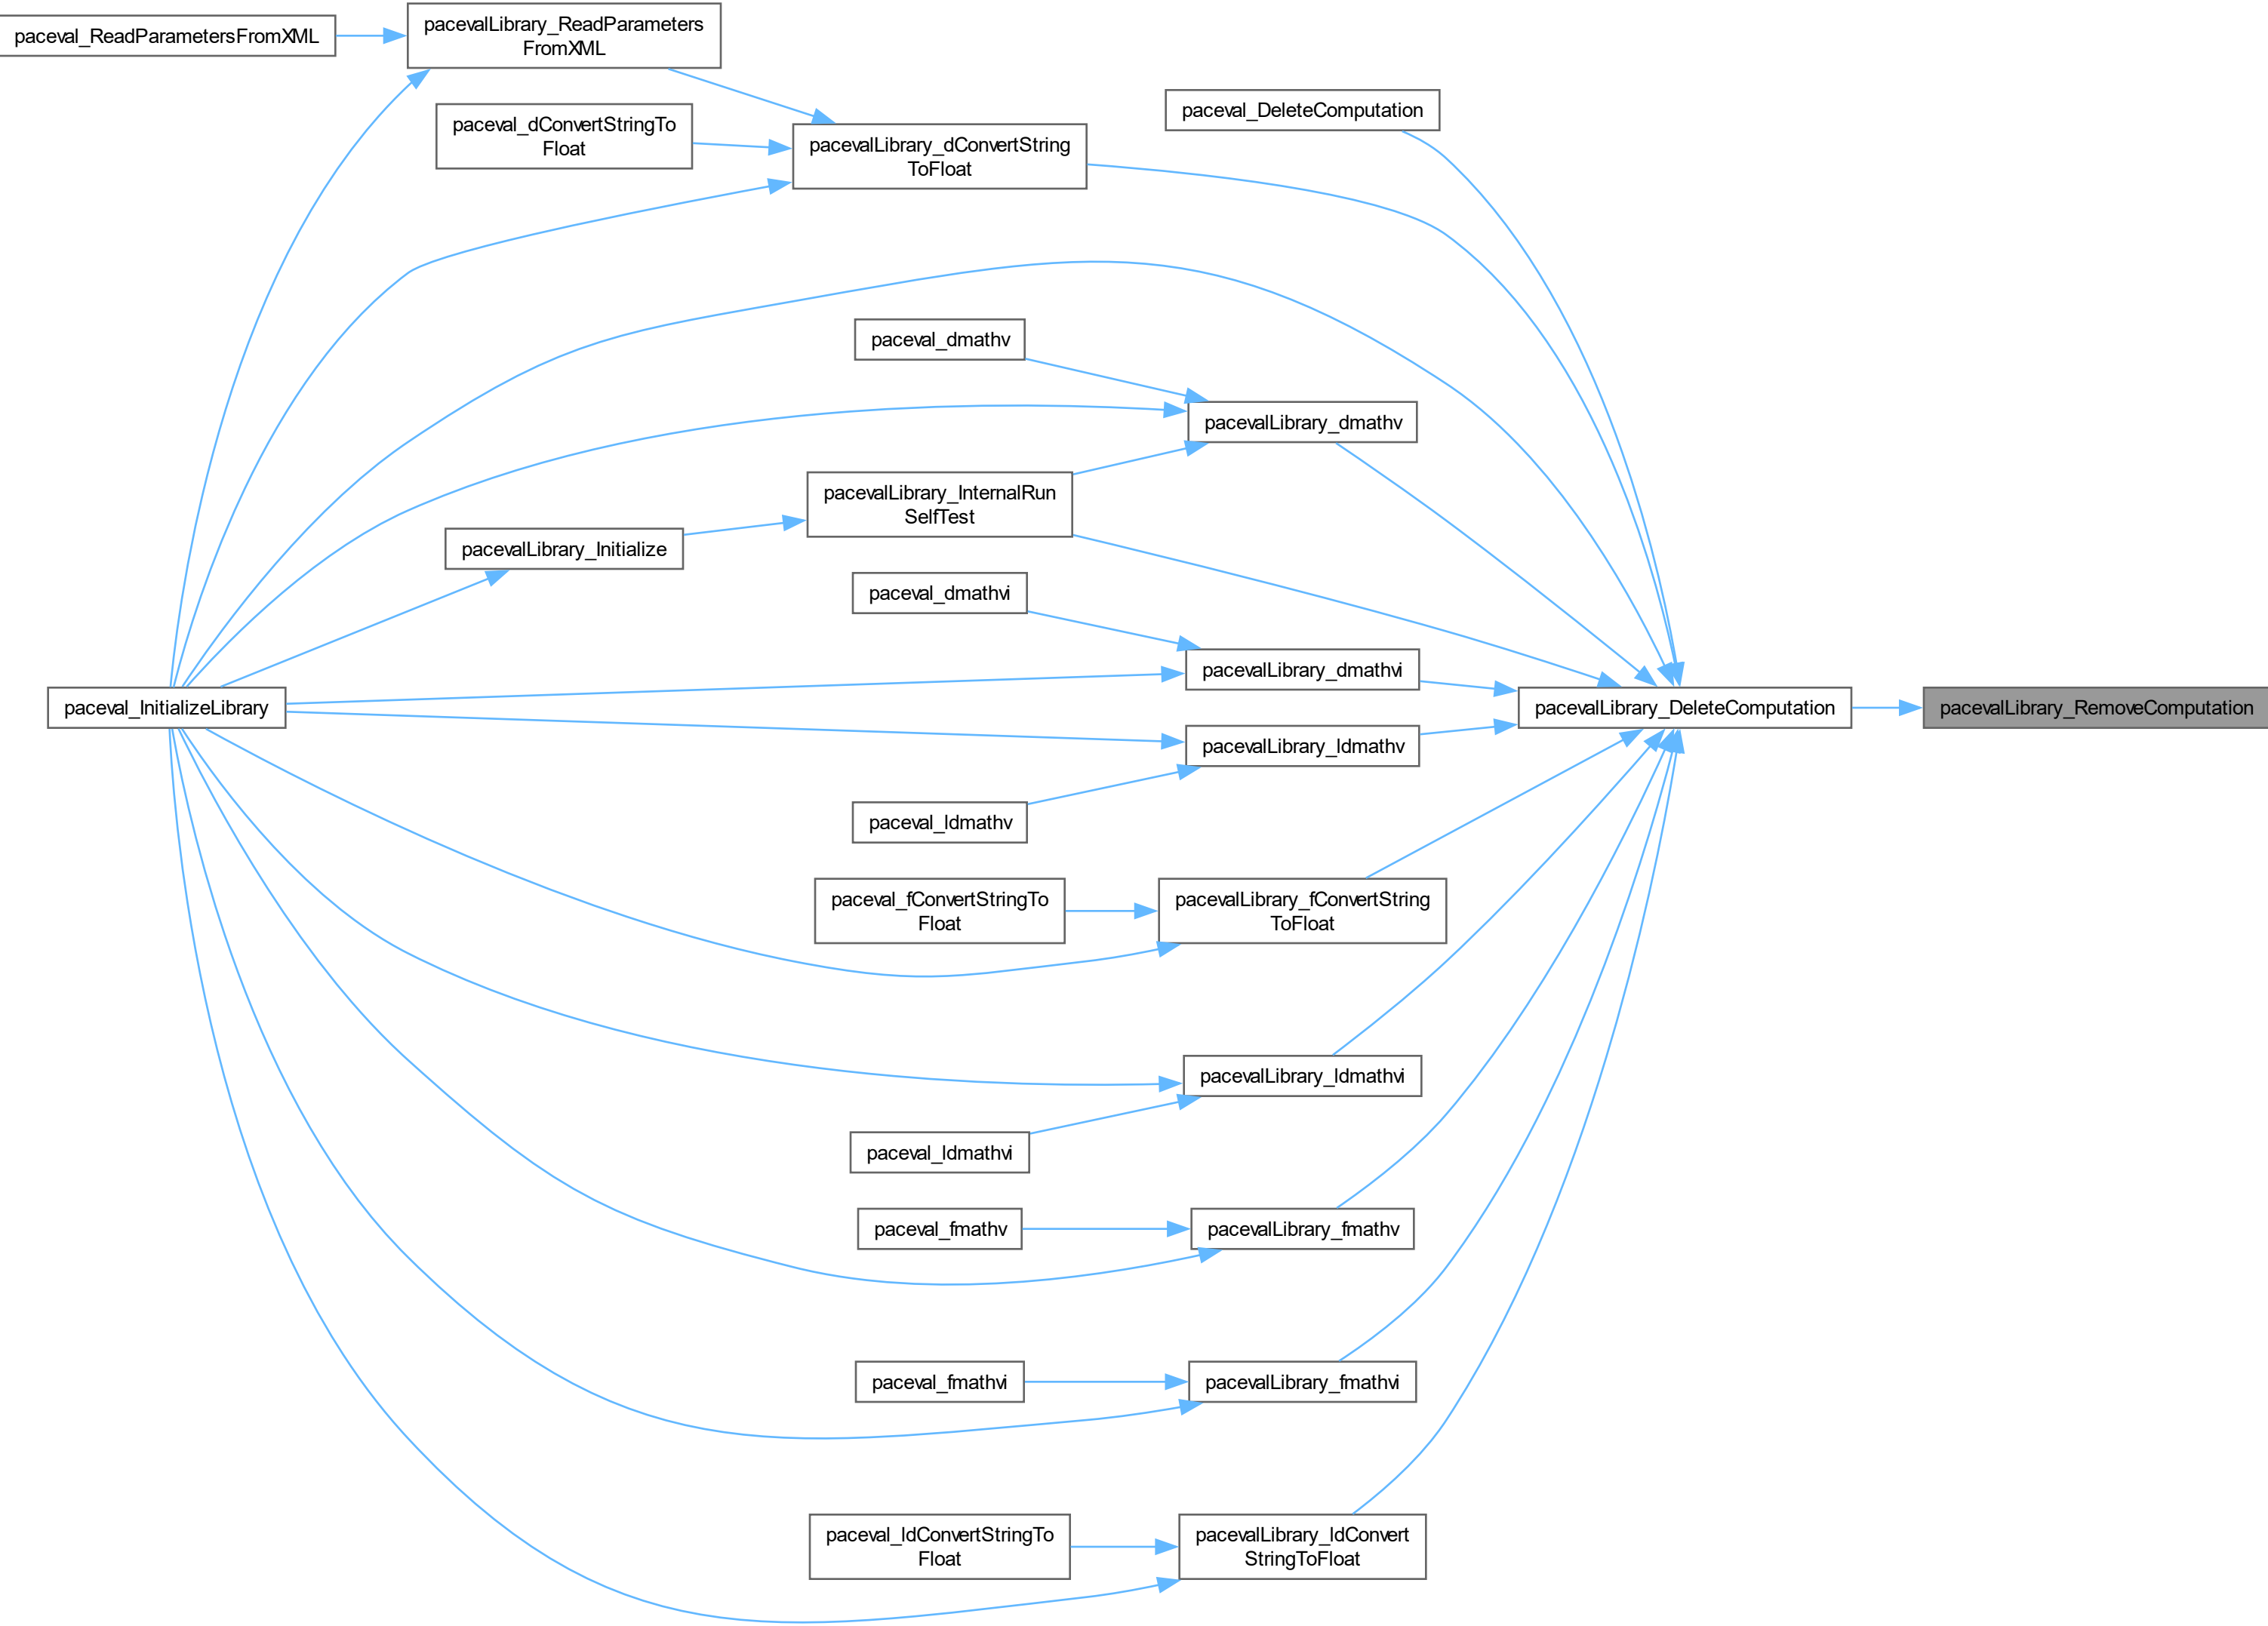 paceval_ReadParametersFromXML
pacevalLibrary_ReadParameters
FromXML
paceval_DeleteComputation
paceval_dConvertStringTo
Float
pacevalLibrary_dConvertString
ToFloat
paceval_dmathv
pacevalLibrary_dmathv
pacevalLibrary_InternalRun
SelfTest
pacevalLibrary_Initialize
paceval_dmathvi
pacevalLibrary_dmathvi
paceval_InitializeLibrary
pacevalLibrary_DeleteComputation
pacevalLibrary_RemoveComputation
pacevalLibrary_ldmathv
paceval_ldmathv
paceval_fConvertStringTo
Float
pacevalLibrary_fConvertString
ToFloat
pacevalLibrary_ldmathvi
paceval_ldmathvi
paceval_fmathv
pacevalLibrary_fmathv
paceval_fmathvi
pacevalLibrary_fmathvi
paceval_ldConvertStringTo
Float
pacevalLibrary_ldConvert
StringToFloat